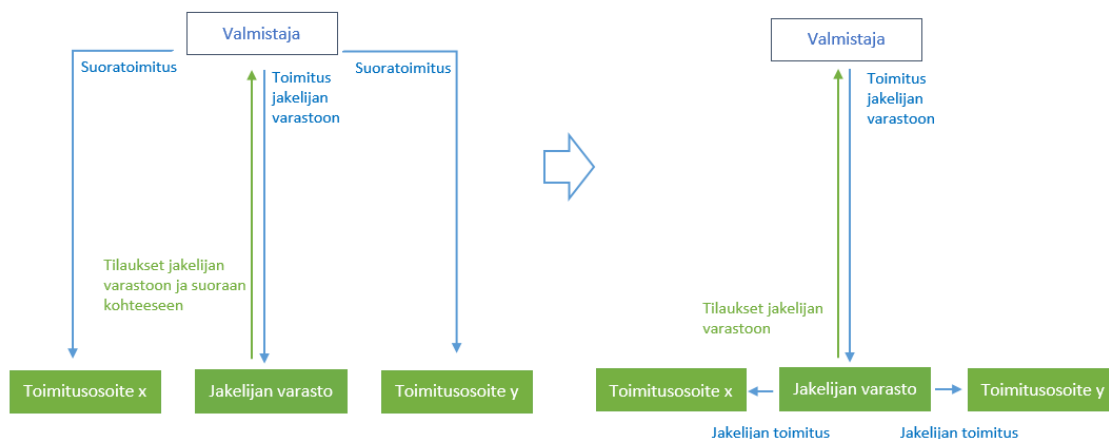 Valmistaja
Suoratoimitus
Toimitus
jakelijan
varastoon
Suoratoimitus
Tilaukset jakelijan
varastoon ja suoraan
kohteeseen
Toimitusosoite x
Jakelijan varasto
Toimitusosoite y
Valmistaja
Toimitus
jakelijan
varastoon
Tilaukset jakelijan
varastoon
Toimitusosoite x
Jakelijan varasto
Toimitusosoite y
Jakelijan toimitus
Jakelijan toimitus